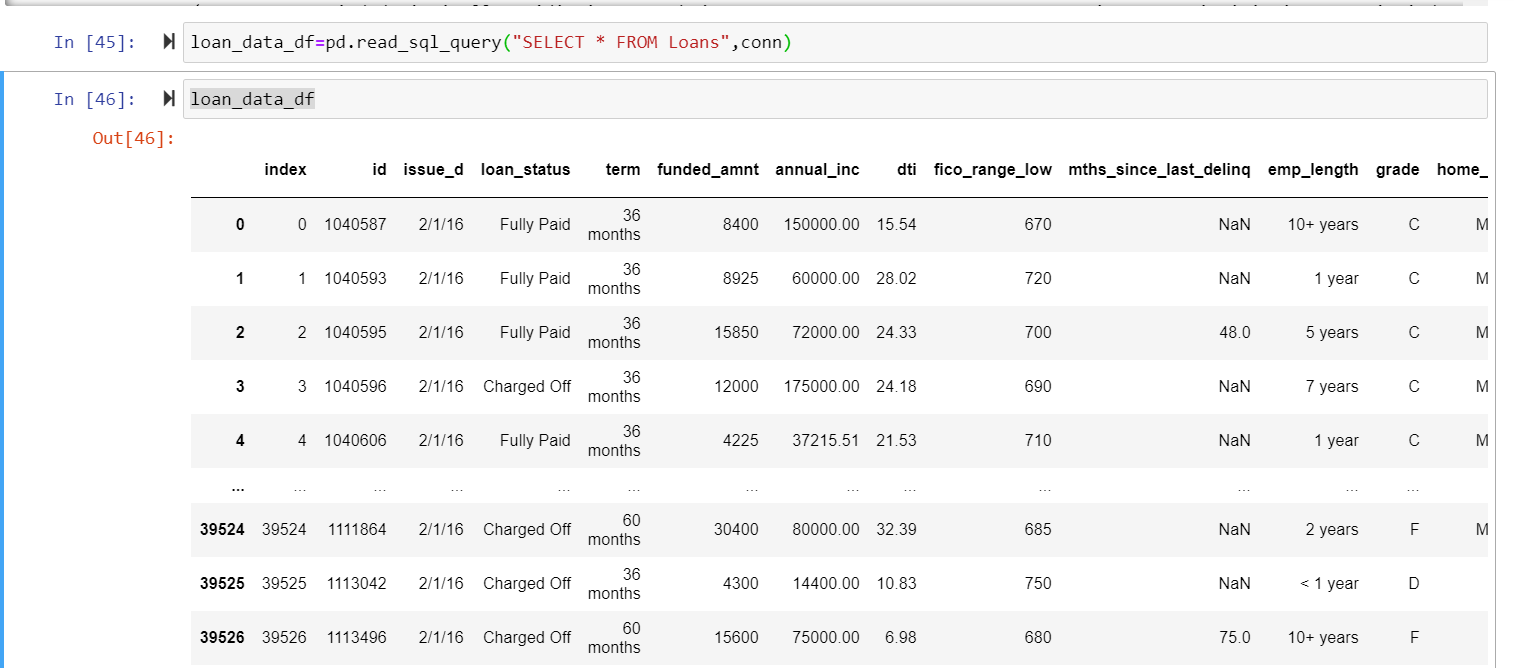 In [45]: loan_data_df=pd.read_sql_query("SELECT * FROM Loans",conn)
In [46]: loan_data_df
Out[46]:
index id issue_d loan_status term funded_amnt annual_inc dti fico_range_low mths_since_last_delinq emp_length grade home_
0 0 1040587 2/1/16 Fully Paid 36 months 8400 150000.00 15.54 670 NaN 10+ years C M
1 1 1040593 2/1/16 Fully Paid 36 months 8925 60000.00 28.02 720 NaN 1 year C M
2 2 1040595 2/1/16 Fully Paid 36 months 15850 72000.00 24.33 700 48.0 5 years C M
3 3 1040596 2/1/16 Charged Off 36 months 12000 175000.00 24.18 690 NaN 7 years C M
4 4 1040606 2/1/16 Fully Paid 36 months 4225 37215.51 21.53 710 NaN 1 year C M
... ... ... ... ... ... ... ... ... ... ... ... ...
39524 39524 1111864 2/1/16 Charged Off 60 months 30400 80000.00 32.39 685 NaN 2 years F M
39525 39525 1113042 2/1/16 Charged Off 36 months 4300 14400.00 10.83 750 NaN < 1 year D
39526 39526 1113496 2/1/16 Charged Off 60 months 15600 75000.00 6.98 680 75.0 10+ years F